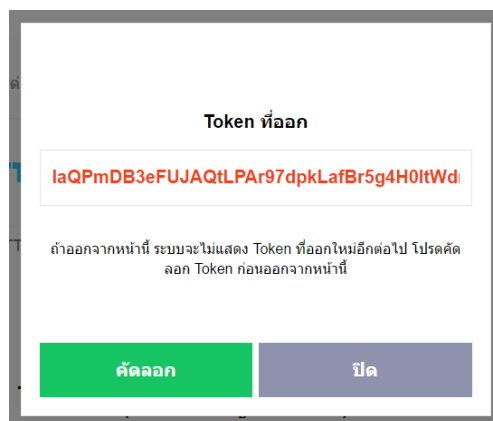 Token ที่ออก
laQPmDB3eFUJAQtLPAr97dpkLafBr5g4H0ltWd
ถ้าออกจากหน้านี้ ระบบจะไม่แสดง Token ที่ออกใหม่อีกต่อไป โปรดคัด
ลอก Token ก่อนออกจากหน้านี้
คัดลอก
ปิด